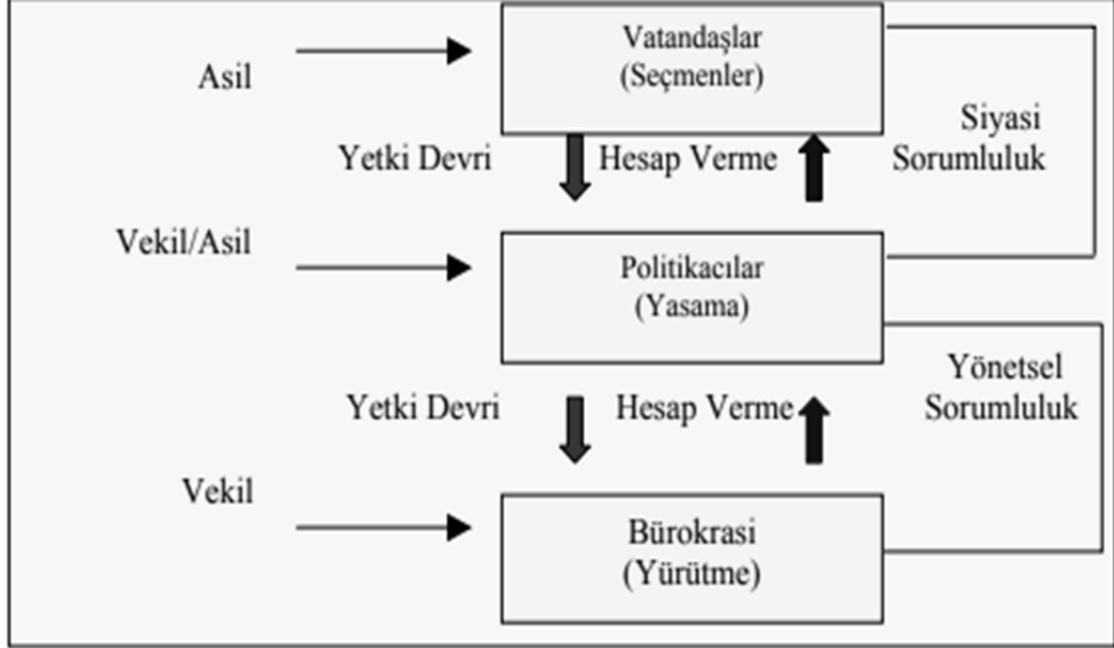 Vatandaşlar
(Seçmenler)
Asil
Siyasi
Sorumluluk
Yetki Devri
Hesap Verme
Vekil/Asil
Politikacılar
(Yasama)
Yönetsel
Sorumluluk
Yetki Devri
Hesap Verme
Vekil
Bürokrasi
(Yürütme)